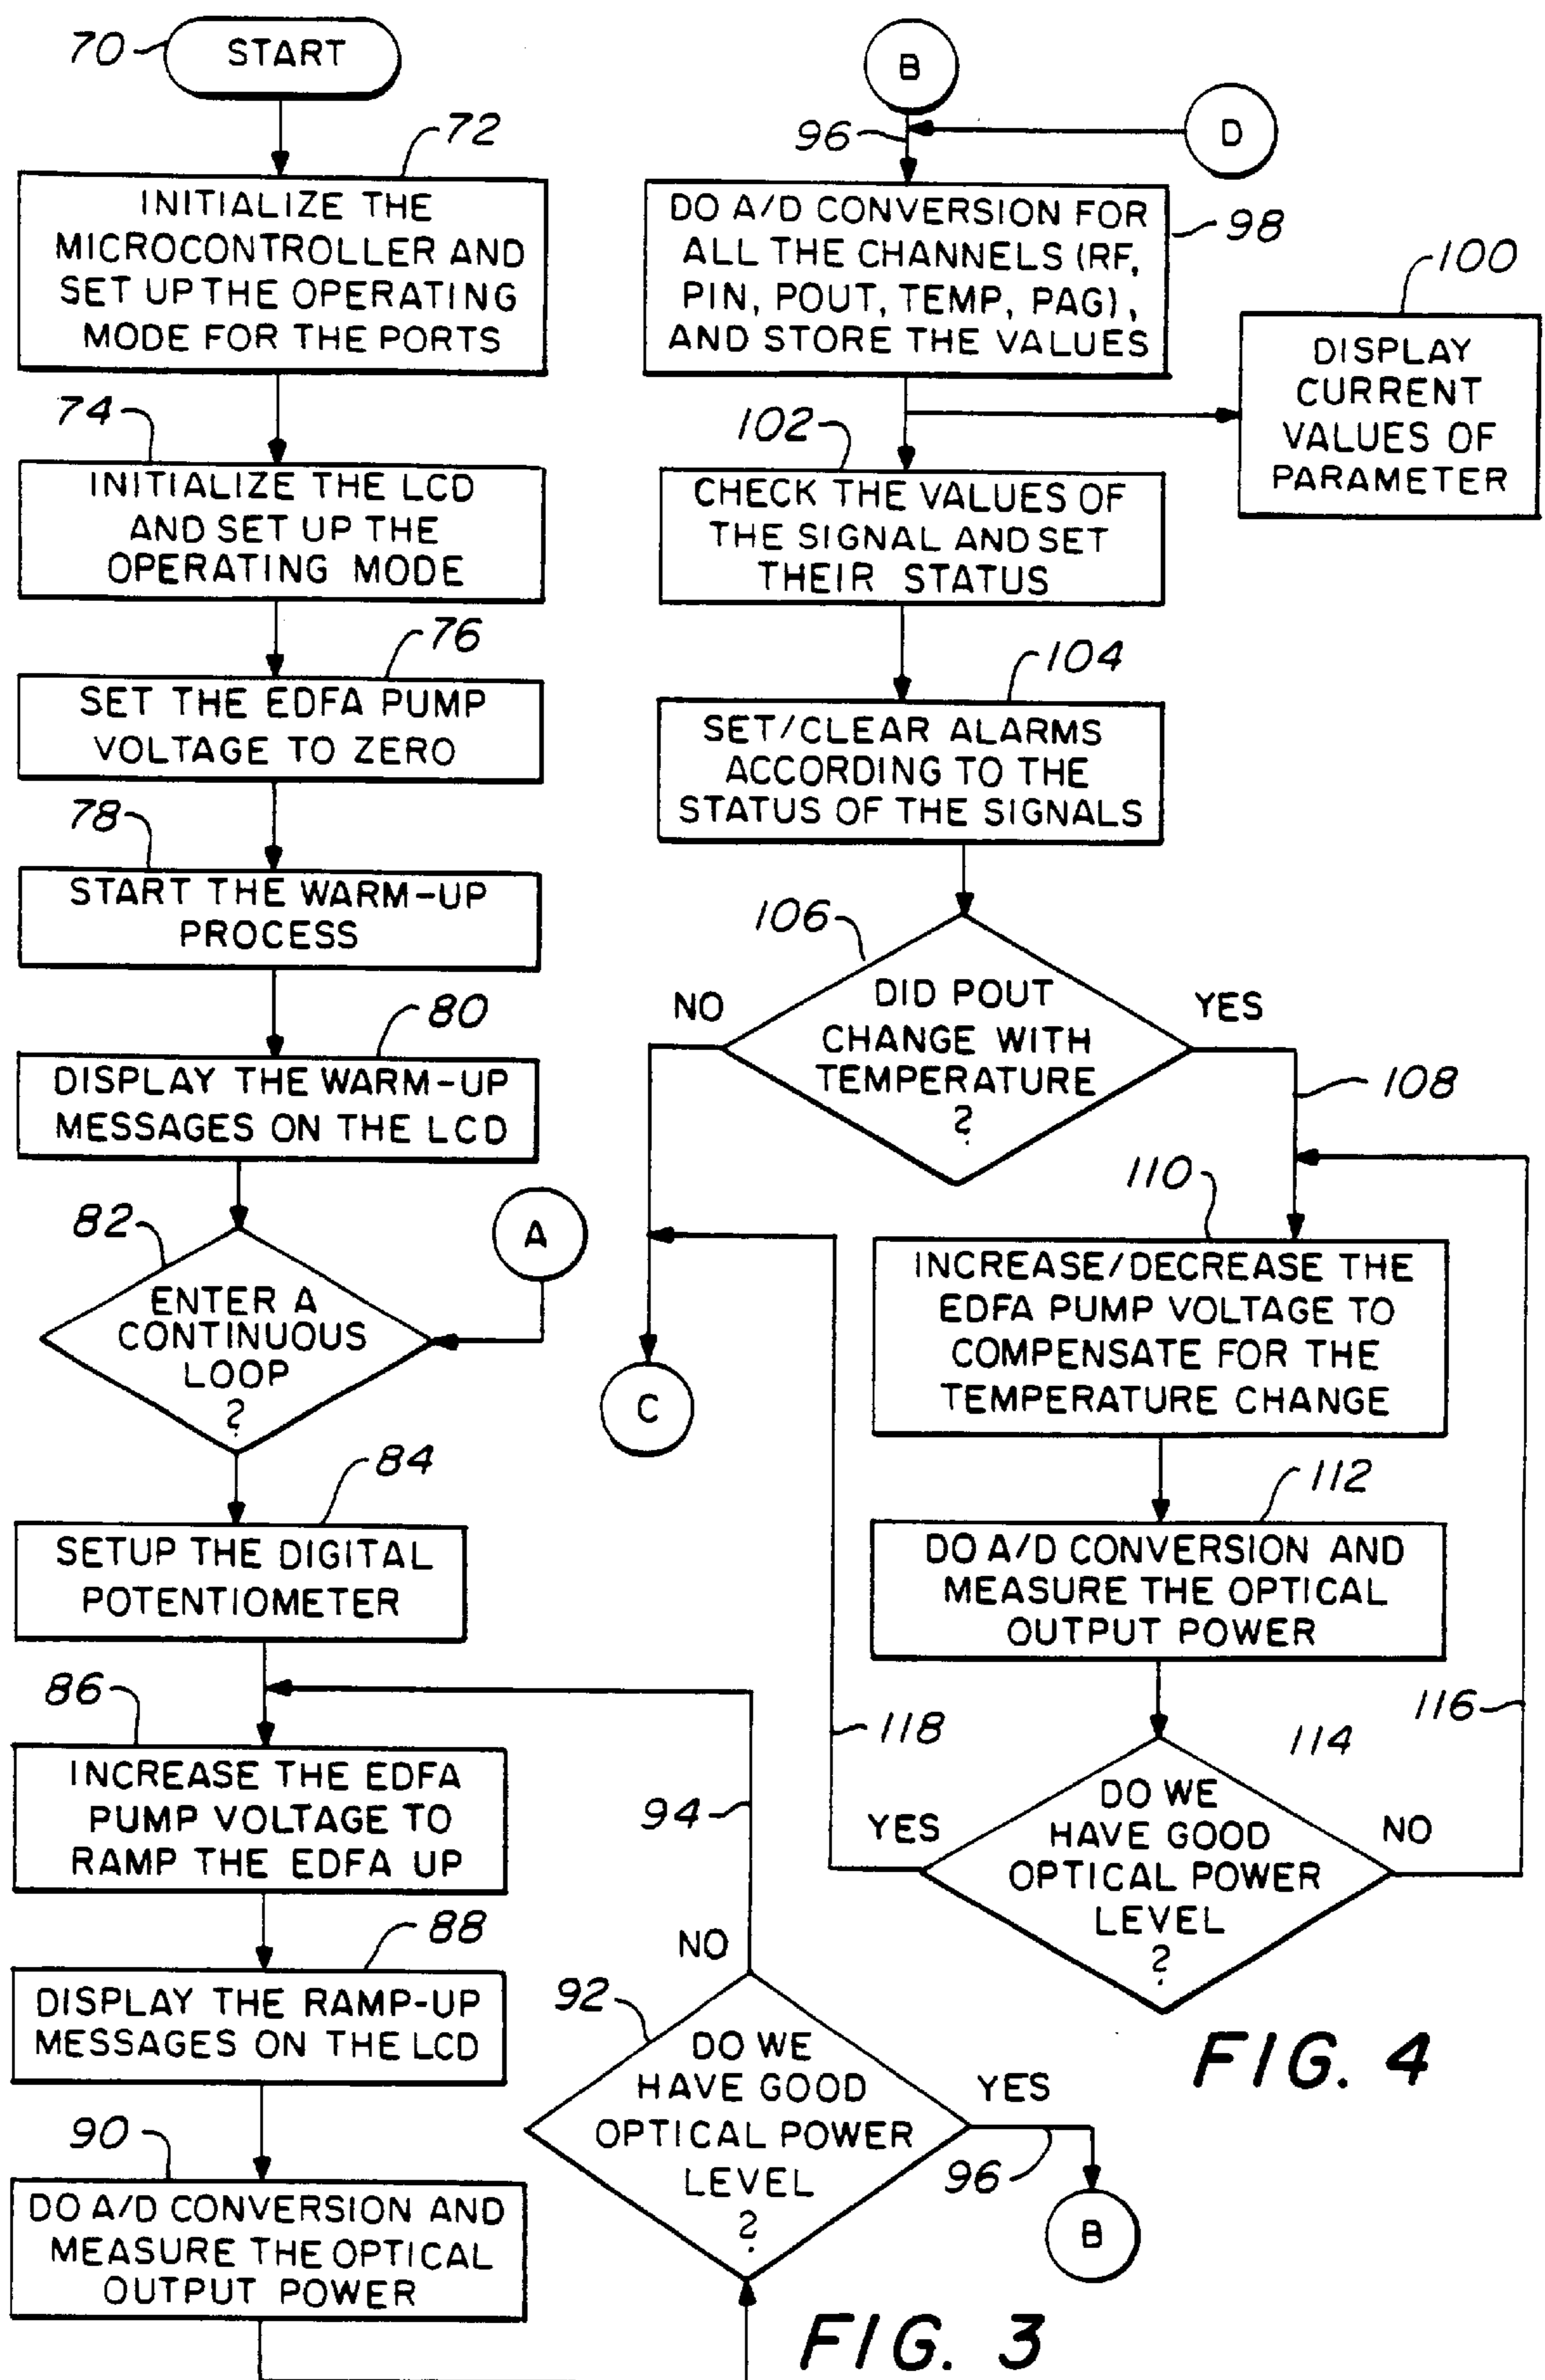 70
START
72
INITIALIZE THE
MICROCONTROLLER AND
SET UP THE OPERATING
MODE FOR THE PORTS
74
INITIALIZE THE LCD
AND SET UP THE
OPERATING MODE
76
SET THE EDFA PUMP
VOLTAGE TO ZERO
78
START THE WARM-UP
PROCESS
80
DISPLAY THE WARM-UP
MESSAGES ON THE LCD
82
A
ENTER A
CONTINUOUS
LOOP
?
84
SETUP THE DIGITAL
POTENTIOMETER
86
INCREASE THE EDFA
PUMP VOLTAGE TO
RAMP THE EDFA UP
88
DISPLAY THE RAMP-UP
MESSAGES ON THE LCD
90
DO A/D CONVERSION AND
MEASURE THE OPTICAL
OUTPUT POWER
94
NO
92
DO WE
HAVE GOOD
OPTICAL POWER
LEVEL
?
YES
96
B
FIG. 3
B
D
96
DO A/D CONVERSION FOR
ALL THE CHANNELS (RF,
PIN, POUT, TEMP, PAG),
AND STORE THE VALUES
98
100
DISPLAY
CURRENT
VALUES OF
PARAMETER
102
CHECK THE VALUES OF
THE SIGNAL AND SET
THEIR STATUS
104
SET/CLEAR ALARMS
ACCORDING TO THE
STATUS OF THE SIGNALS
106
NO
DID POUT
CHANGE WITH
TEMPERATURE
?
YES
108
C
110
INCREASE/DECREASE THE
EDFA PUMP VOLTAGE TO
COMPENSATE FOR THE
TEMPERATURE CHANGE
112
DO A/D CONVERSION AND
MEASURE THE OPTICAL
OUTPUT POWER
118
114
116
YES
DO WE
HAVE GOOD
OPTICAL POWER
LEVEL
?
NO
FIG. 4